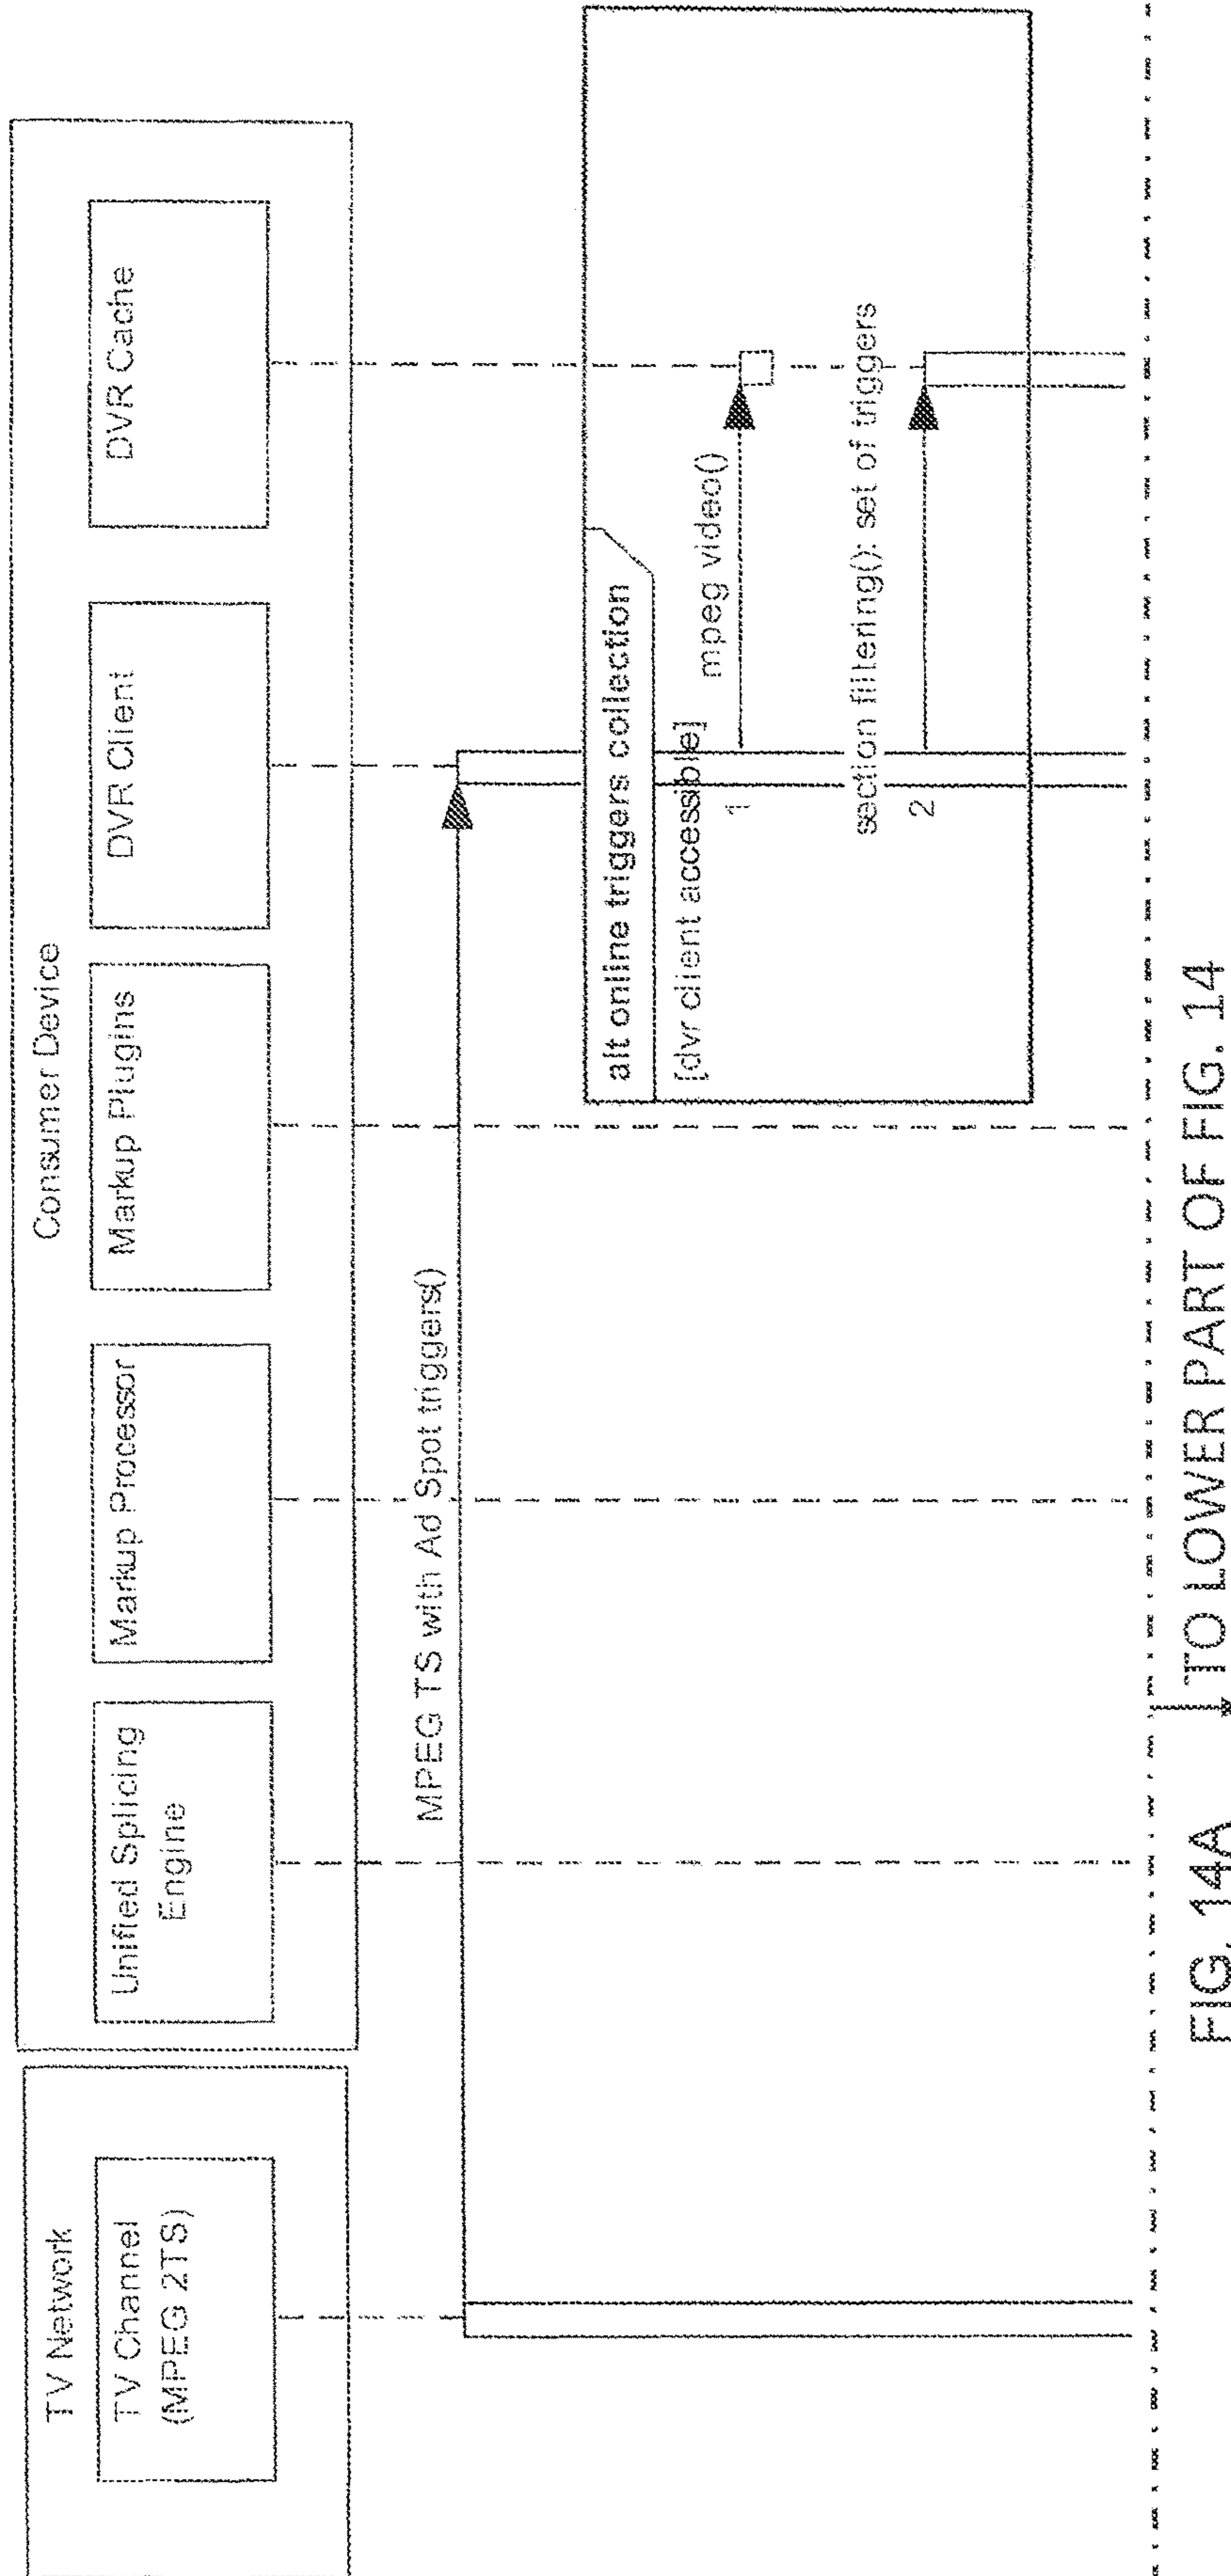 TV Network
Consumer Device
TV Channel
(MPEG 2TS)
Unified Splicing
Engine
Markup Processor
Markup Plugins
DVR Client
DVR Cache
MPEG TS with Ad Spot triggers()
alt online triggers collection
[dvr client accessible]
mpeg video()
1
section filtering(): set of triggers
2
FIG. 14A
TO LOWER PART OF FIG. 14